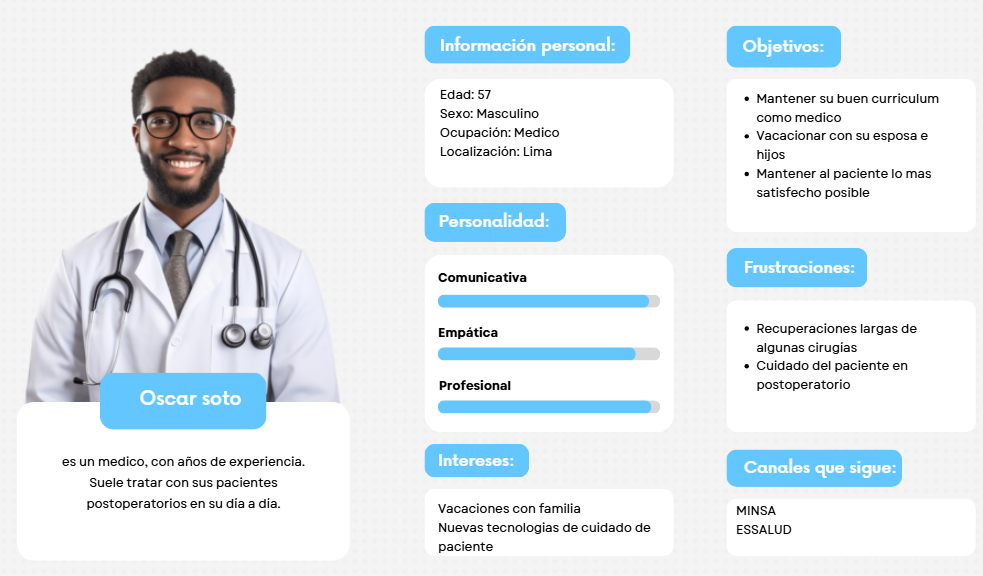 Oscar soto
es un medico, con años de experiencia.
Suele tratar con sus pacientes
postoperatorios en su día a día.
Información personal:
Edad: 57
Sexo: Masculino
Ocupación: Medico
Localización: Lima
Personalidad:
Comunicativa
Empática
Profesional
Intereses:
Vacaciones con familia
Nuevas tecnologias de cuidado de
paciente
Objetivos:
• Mantener su buen curriculum
como medico
• Vacacionar con su esposa e
hijos
• Mantener al paciente lo mas
satisfecho posible
Frustraciones:
• Recuperaciones largas de
algunas cirugías
• Cuidado del paciente en
postoperatorio
Canales que sigue:
MINSA
ESSALUD